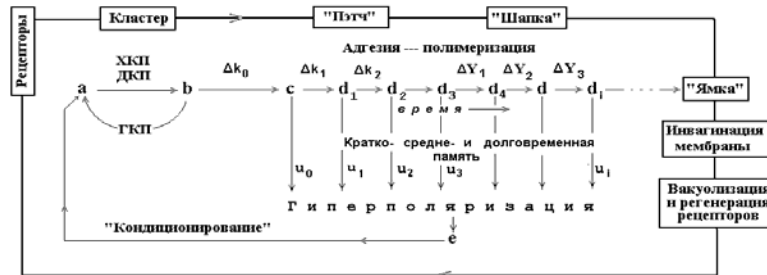 Рецепторы
Кластер
"Пэтч"
"Шапка"
Адгезия --- полимеризация
ХКП
ДКП
Δk₀ Δk₁ Δk₂ ΔY₁ ΔY₂ ΔY₃
a b c d₁ d₂ d₃ d₄ d dᵢ
"Ямка"
время
ГКП
Кратко- средне- и долговременная
память
u₀ u₁ u₂ u₃ uᵢ
Инвагинация
мембраны
Вакуолизация
и регенерация
рецепторов
Гиперполяризация
"Кондиционирование"
e